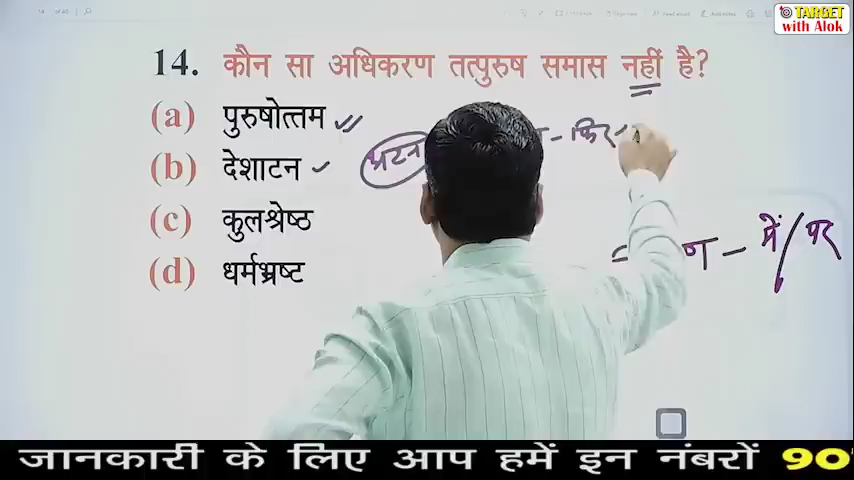 TARGET
with Alok
14. कौन सा अधिकरण तत्पुरुष समास नहीं है?
(a) पुरुषोत्तम
(b) देशाटन
(c) कुलश्रेष्ठ
(d) धर्मभ्रष्ट
में/पर
जानकारी के लिए आप हमें इन नंबरों 90